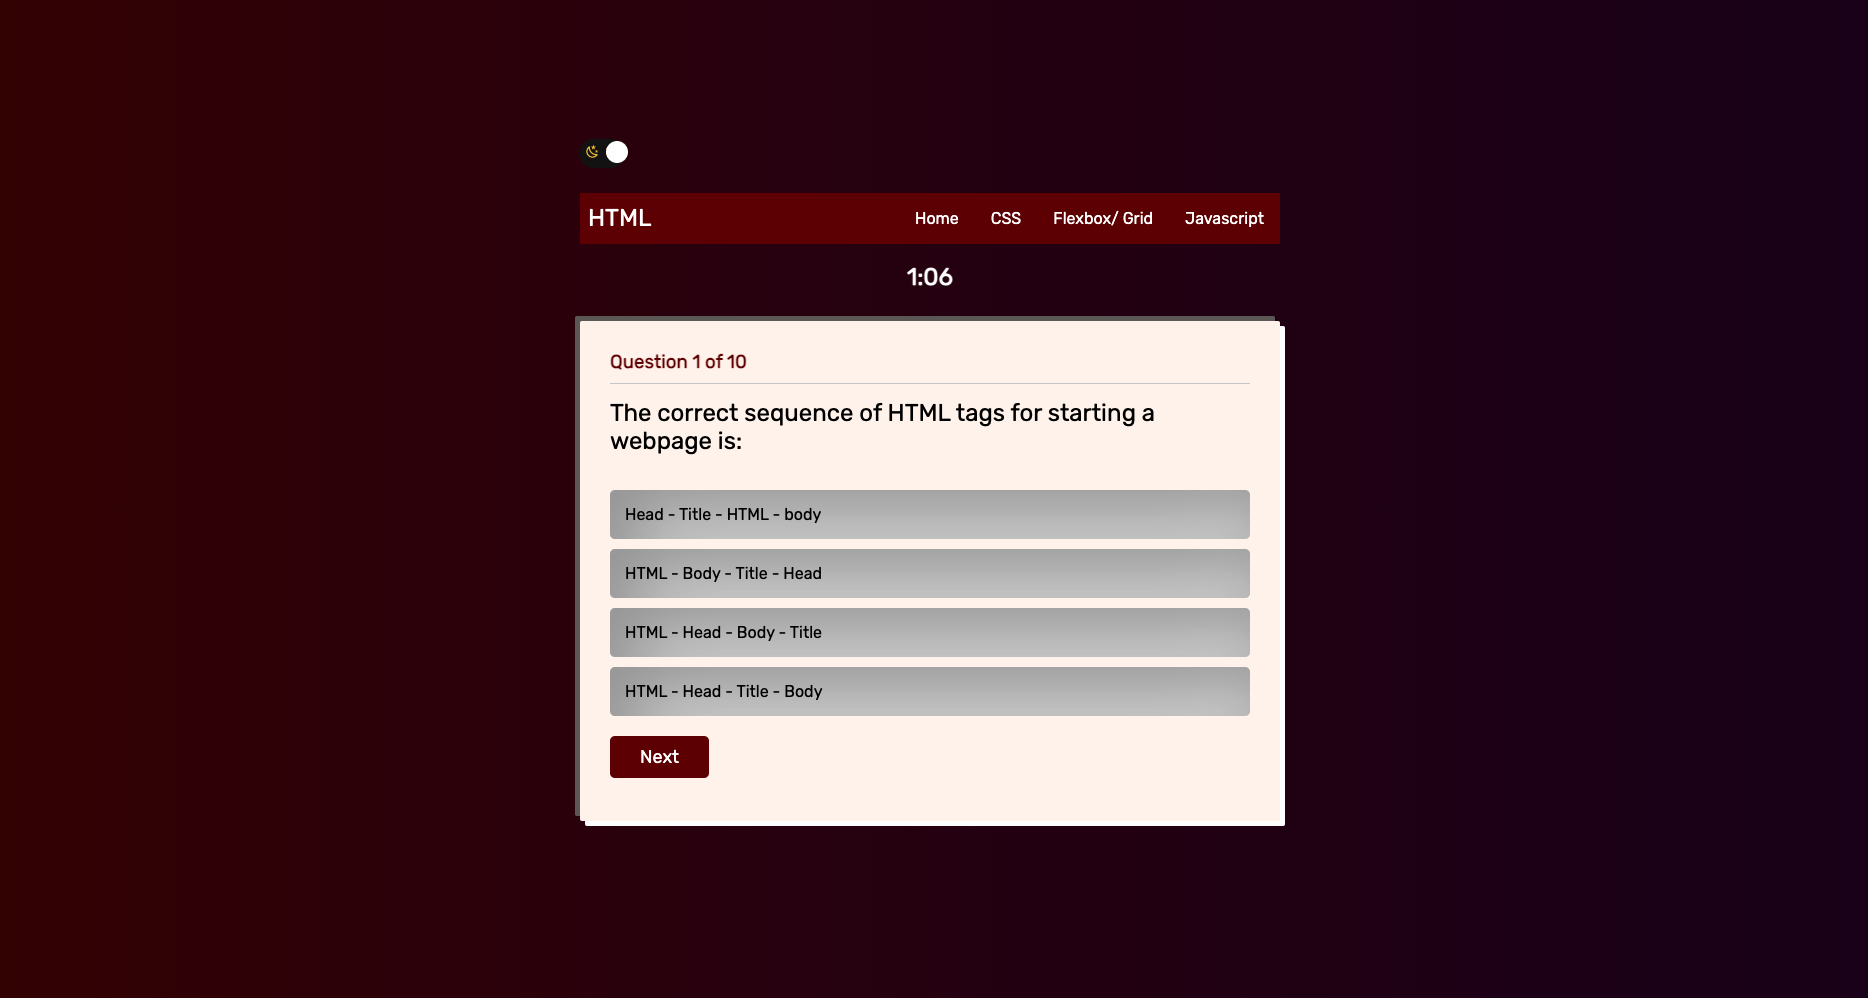 HTML
Home
CSS
Flexbox/ Grid
Javascript
1:06
Question 1 of 10
The correct sequence of HTML tags for starting a
webpage is:
Head - Title - HTML - body
HTML - Body - Title - Head
HTML - Head - Body - Title
HTML - Head - Title - Body
Next